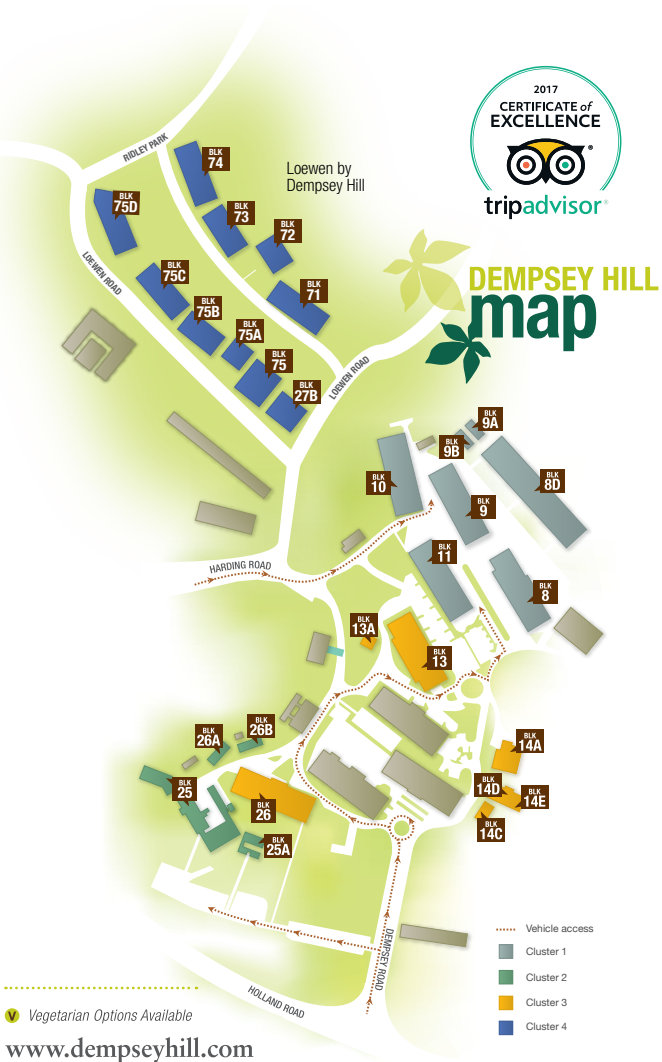 2017
CERTIFICATE of
EXCELLENCE
®
tripadvisor®
DEMPSEY HILL
map
Loewen by
Dempsey Hill
RIDLEY PARK
BLK
74
BLK
73
BLK
72
BLK
71
BLK
75D
BLK
75C
BLK
75B
BLK
75A
BLK
75
BLK
27B
LOEWEN ROAD
LOEWEN ROAD
BLK
9A
BLK
9B
BLK
10
BLK
9
BLK
8D
BLK
11
BLK
8
HARDING ROAD
BLK
13A
BLK
13
BLK
26B
BLK
26A
BLK
25
BLK
26
BLK
25A
BLK
14A
BLK
14D
BLK
14E
BLK
14C
DEMPSEY ROAD
HOLLAND ROAD
Vehicle access
Cluster 1
Cluster 2
Cluster 3
Cluster 4
V Vegetarian Options Available
www.dempseyhill.com